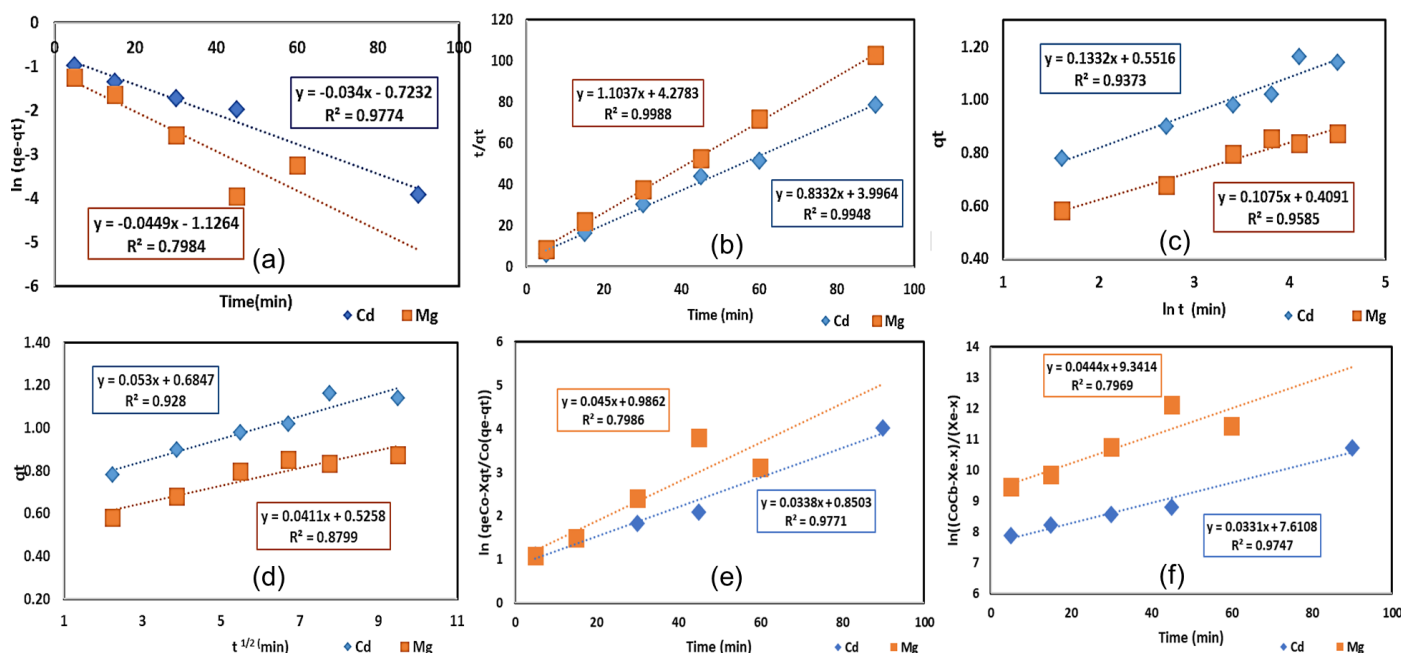 0
-1
-2
-3
-4
-5
-6
0 20 40 60 80 100
ln (qe-qt)
y = -0.034x - 0.7232
R² = 0.9774
y = -0.0449x - 1.1264
R² = 0.7984
(a)
Time(min)
Cd Mg
120
100
80
60
40
20
0
t/qt
y = 1.1037x + 4.2783
R² = 0.9988
y = 0.8332x + 3.9964
R² = 0.9948
(b)
0 20 40 60 80 100
Time (min)
Cd Mg
1.20
1.00
0.80
0.60
0.40
qt
y = 0.1332x + 0.5516
R² = 0.9373
y = 0.1075x + 0.4091
R² = 0.9585
(c)
1 2 3 4 5
ln t (min)
Cd Mg
1.40
1.20
1.00
0.80
0.60
0.40
0.20
qt
y = 0.053x + 0.6847
R² = 0.928
y = 0.0411x + 0.5258
R² = 0.8799
(d)
1 3 5 7 9 11
t 1/2 (min)
Cd Mg
6
5
4
3
2
1
0
ln (qeCo-Xqt/Co(qe-qt))
y = 0.045x + 0.9862
R² = 0.7986
y = 0.0338x + 0.8503
R² = 0.9771
(e)
0 20 40 60 80 100
Time (min)
Cd Mg
14
13
12
11
10
9
8
7
6
5
ln((CoCb-Xe.x)/(Xe-x)
y = 0.0444x + 9.3414
R² = 0.7969
y = 0.0331x + 7.6108
R² = 0.9747
(f)
0 20 40 60 80 100
Time (min)
Cd Mg